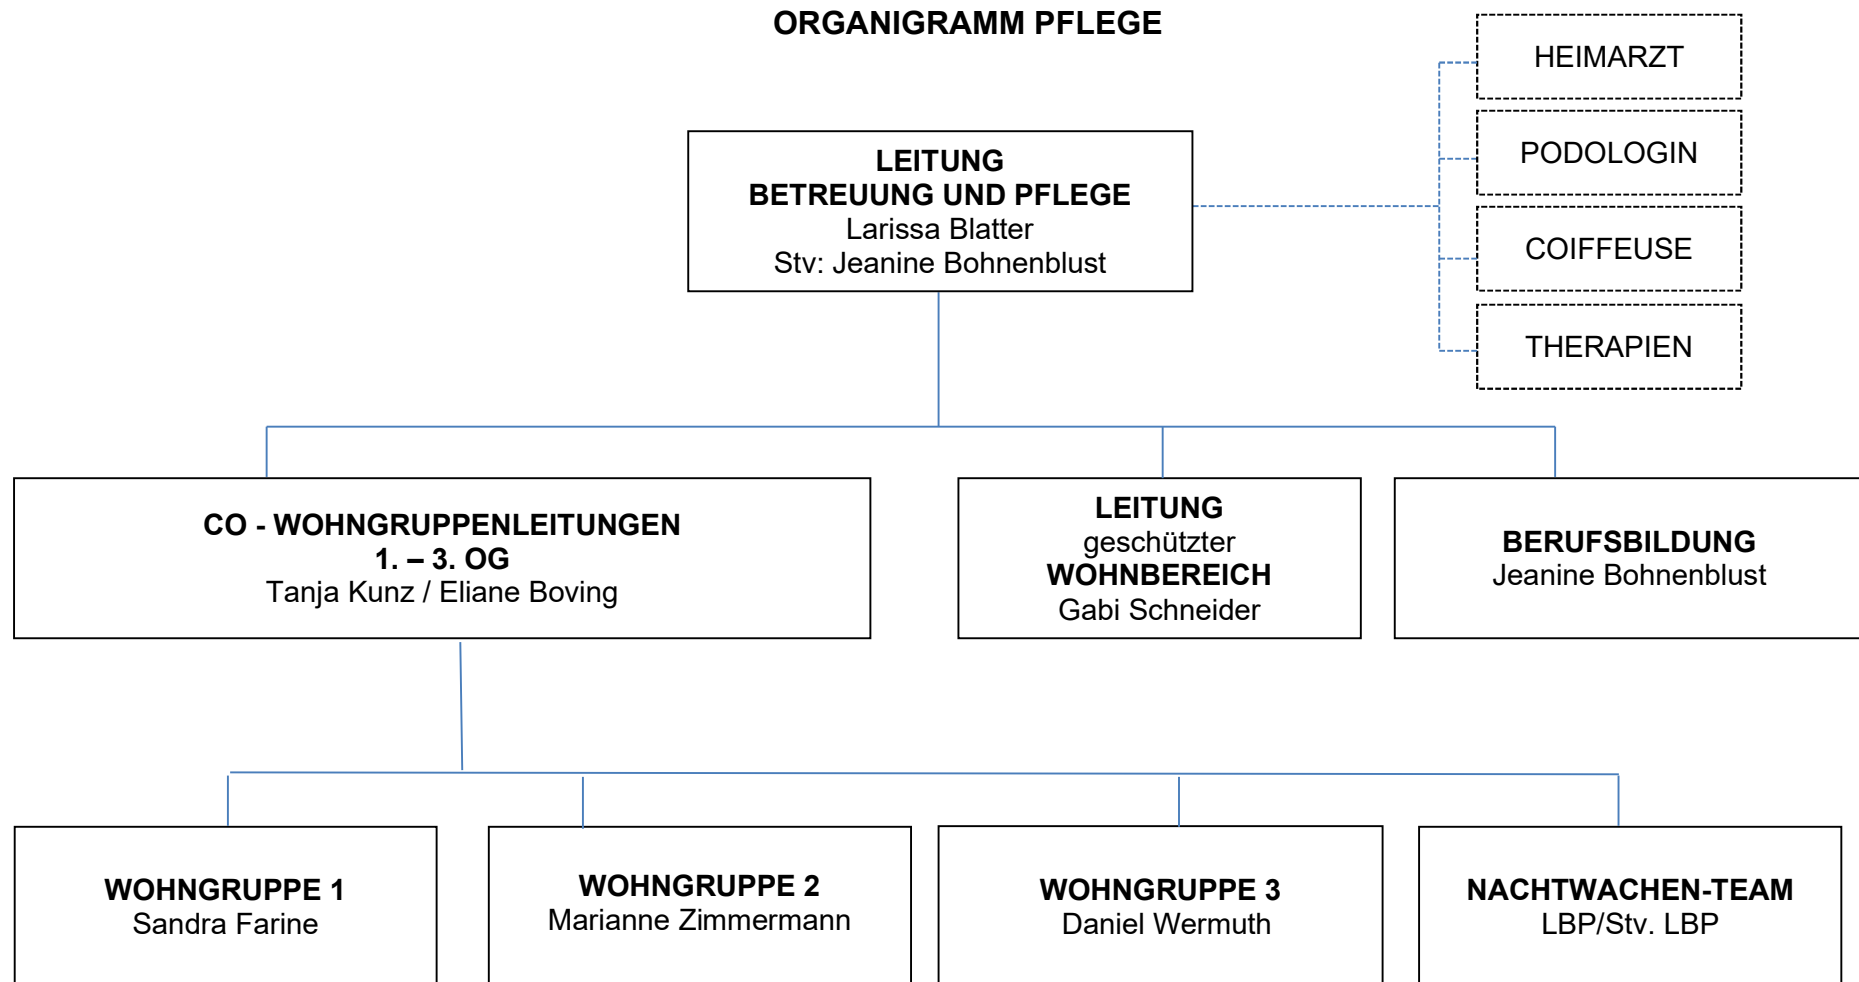 ORGANIGRAMM PFLEGE
HEIMARZT
PODOLOGIN
COIFFEUSE
THERAPIEN
LEITUNG
BETREUUNG UND PFLEGE
Larissa Blatter
Stv: Jeanine Bohnenblust
CO - WOHNGRUPPENLEITUNGEN
1. – 3. OG
Tanja Kunz / Eliane Boving
LEITUNG
geschützter
WOHNBEREICH
Gabi Schneider
BERUFSBILDUNG
Jeanine Bohnenblust
WOHNGRUPPE 1
Sandra Farine
WOHNGRUPPE 2
Marianne Zimmermann
WOHNGRUPPE 3
Daniel Wermuth
NACHTWACHEN-TEAM
LBP/Stv. LBP